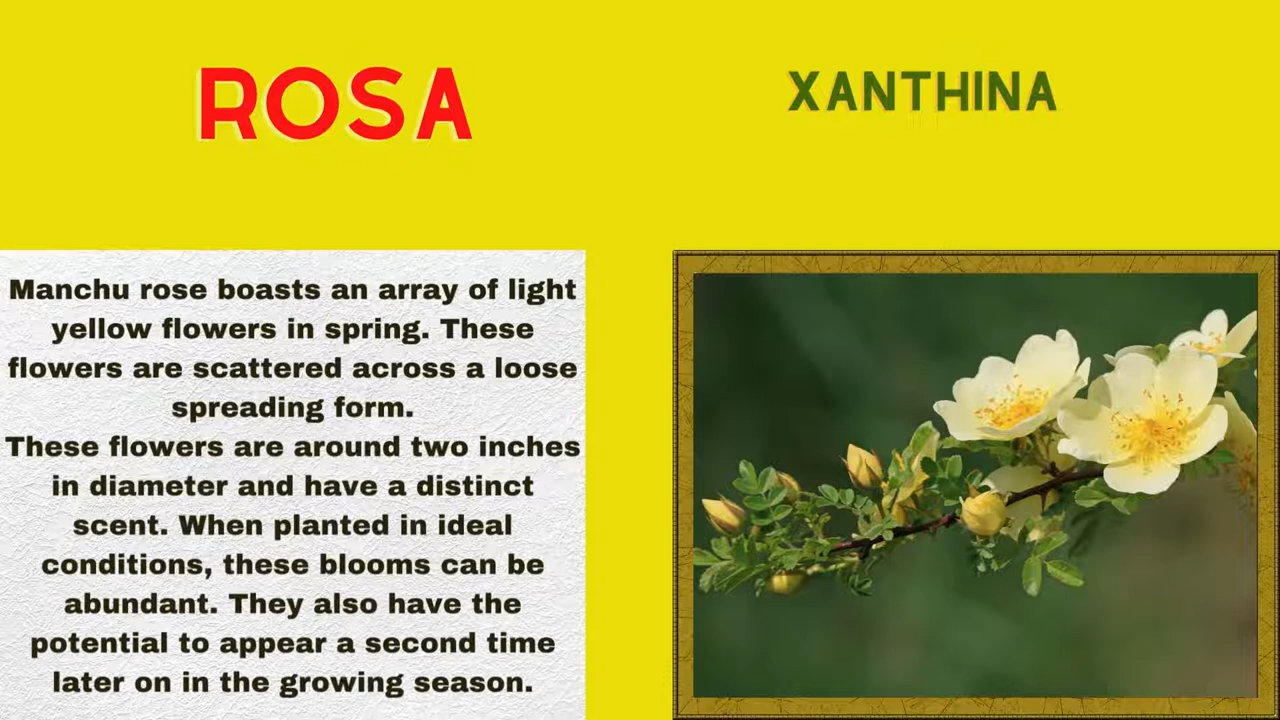 ROSA
XANTHINA
Manchu rose boasts an array of light
yellow flowers in spring. These
flowers are scattered across a loose
spreading form.
These flowers are around two inches
in diameter and have a distinct
scent. When planted in ideal
conditions, these blooms can be
abundant. They also have the
potential to appear a second time
later on in the growing season.